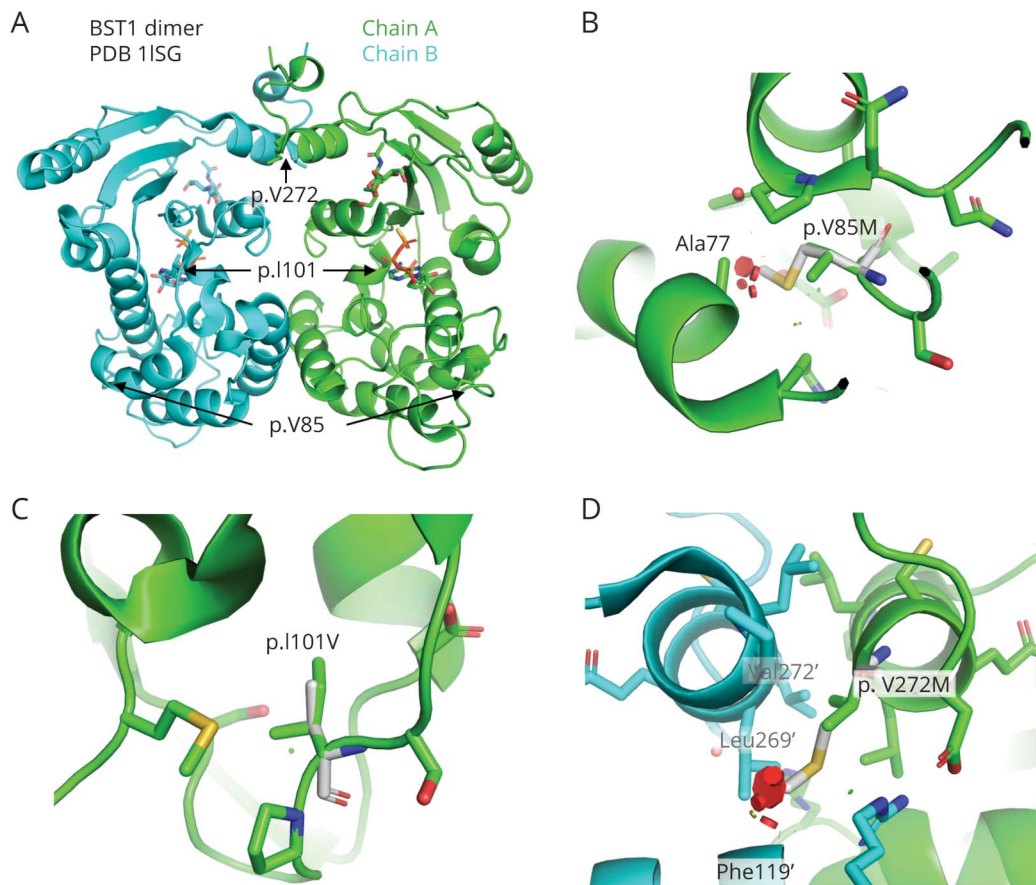 A
BST1 dimer
PDB 1ISG
Chain A
Chain B
p.V272
p.I101
p.V85
B
Ala77
p.V85M
C
p.I101V
D
Val272’
p. V272M
Leu269’
Phe119’